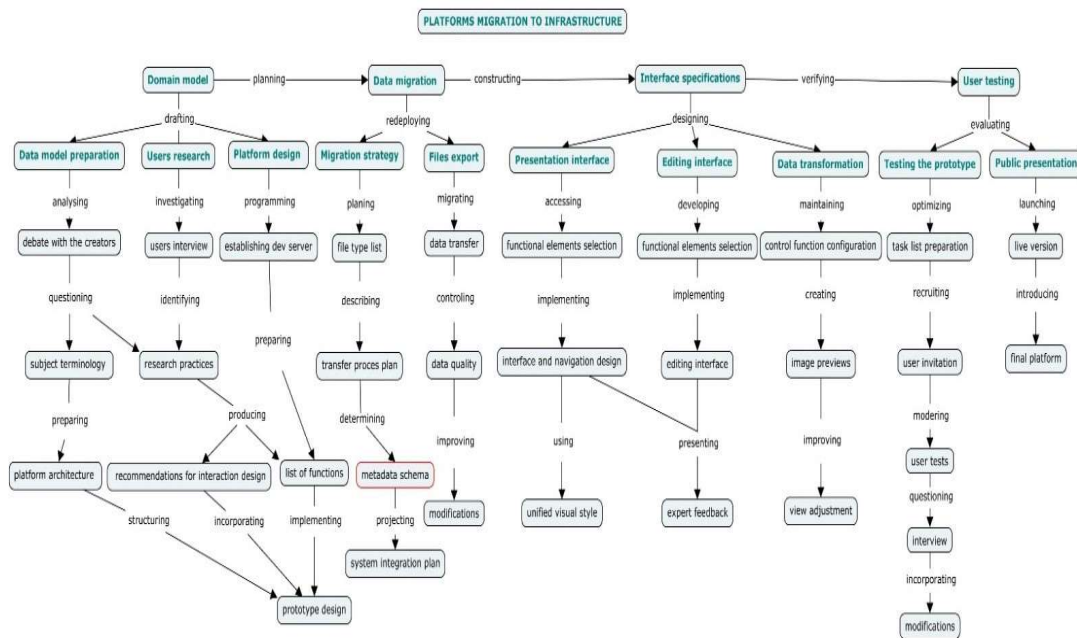 PLATFORMS MIGRATION TO INFRASTRUCTURE
Domain model planning Data migration constructing Interface specifications verifying User testing
drafting redeploying designing evaluating
Data model preparation Users research Platform design Migration strategy Files export Presentation interface Editing interface Data transformation Testing the prototype Public presentation
analysing investigating programming planing migrating accessing developing maintaining optimizing launching
debate with the creators users interview establishing dev server file type list data transfer functional elements selection functional elements selection control function configuration task list preparation live version
questioning identifying describing controling implementing implementing creating recruiting introducing
preparing
subject terminology research practices transfer proces plan data quality interface and navigation design editing interface image previews user invitation final platform
preparing producing determining modering
improving using presenting improving
platform architecture recommendations for interaction design list of functions metadata schema user tests
questioning
modifications unified visual style expert feedback view adjustment
structuring incorporating implementing projecting
interview
system integration plan
incorporating
prototype design
modifications